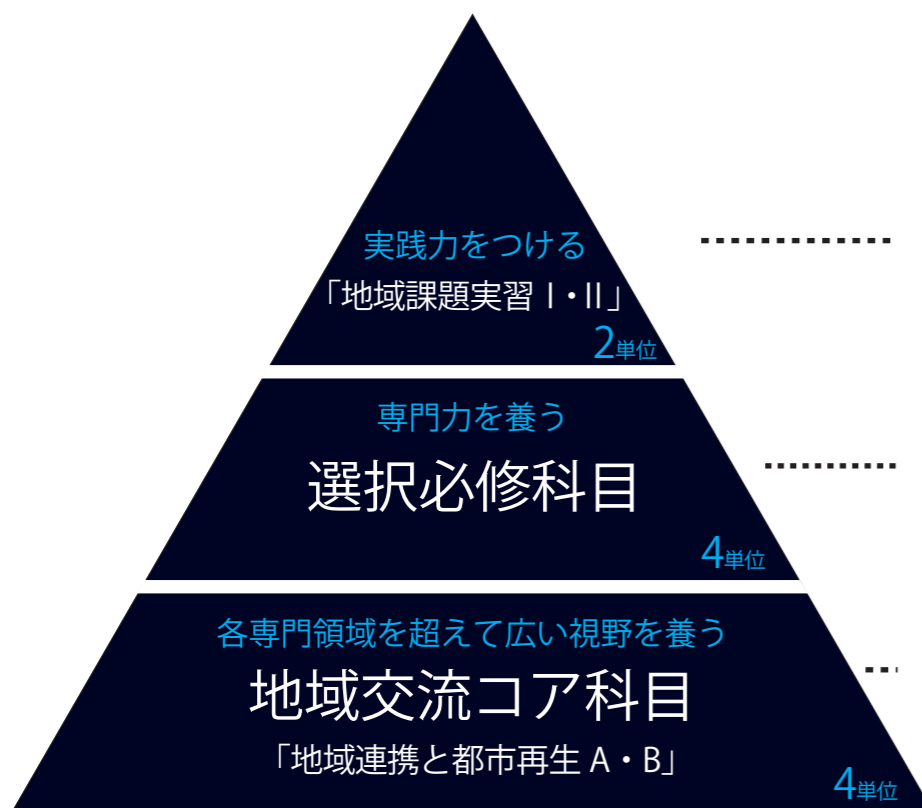 実践力をつける
「地域課題実習 I・II」
2単位
専門力を養う
選択必修科目
4単位
各専門領域を超えて広い視野を養う
地域交流コア科目
「地域連携と都市再生 A・B」
4単位